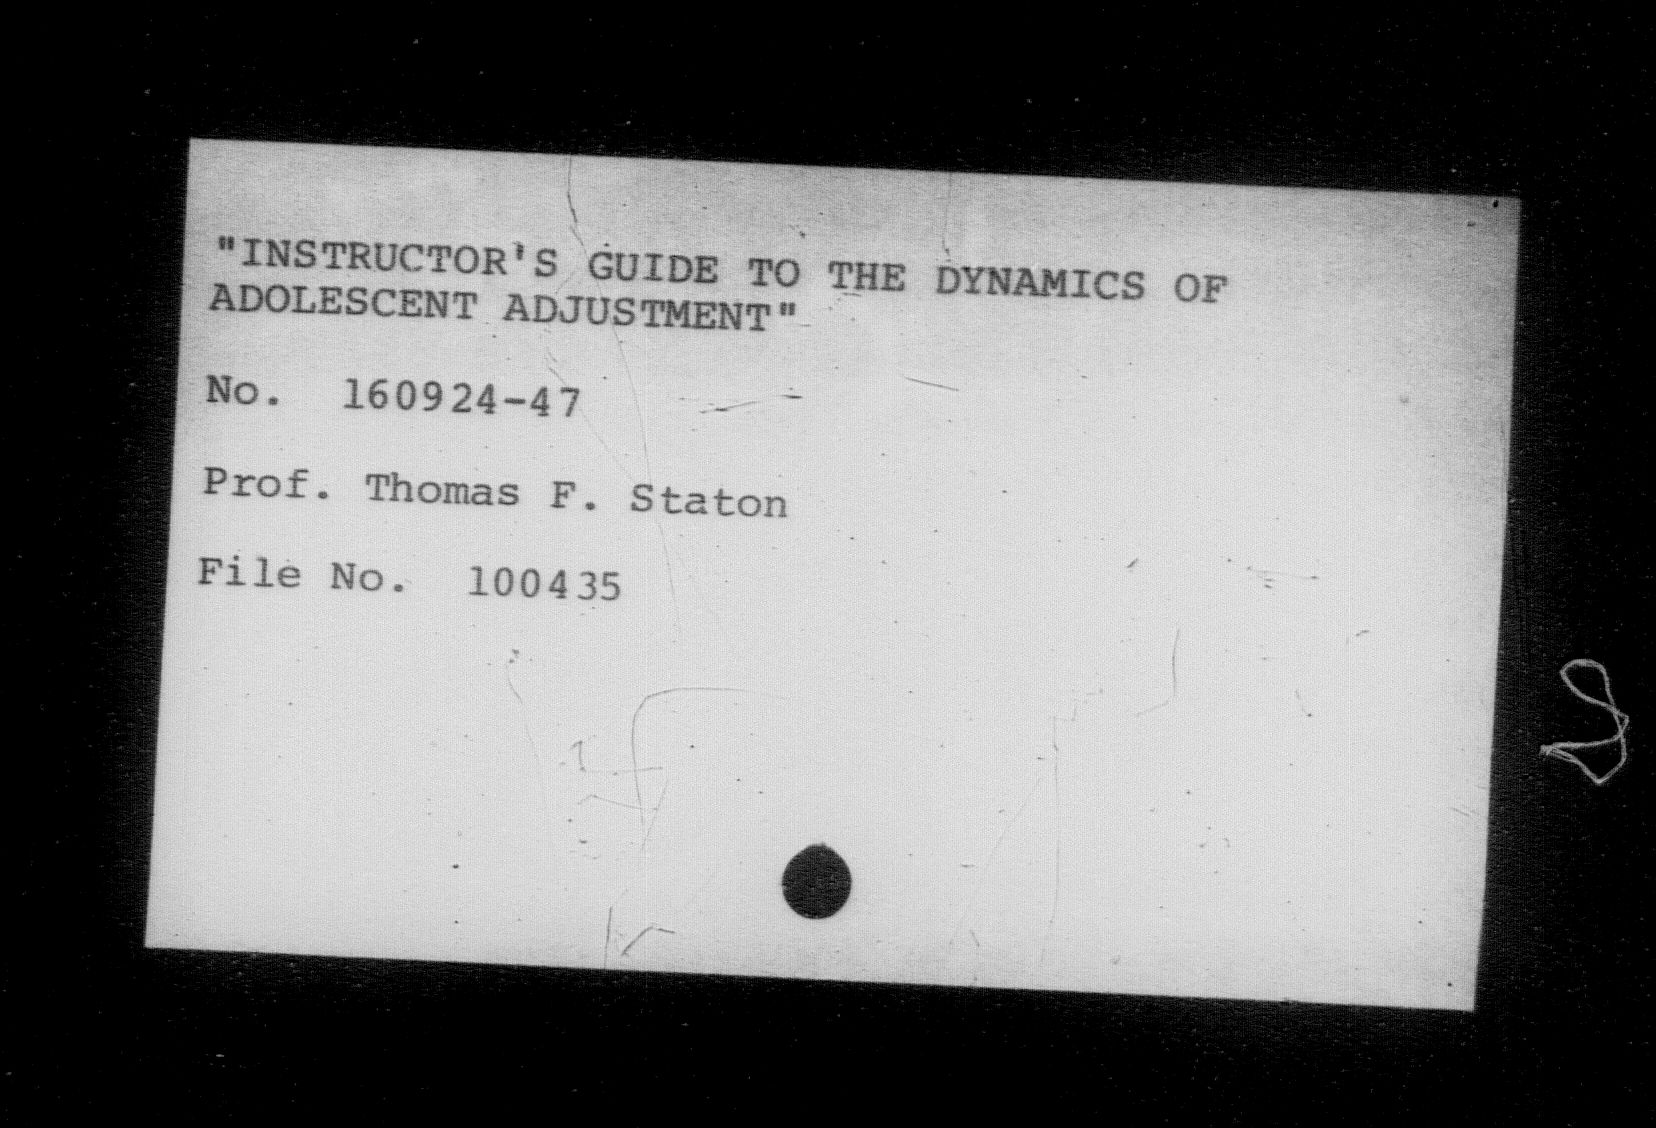 "INSTRUCTOR'S GUIDE TO THE DYNAMICS OF
ADOLESCENT ADJUSTMENT"
No. 160924-47
Prof. Thomas F. Staton
File No. 100435